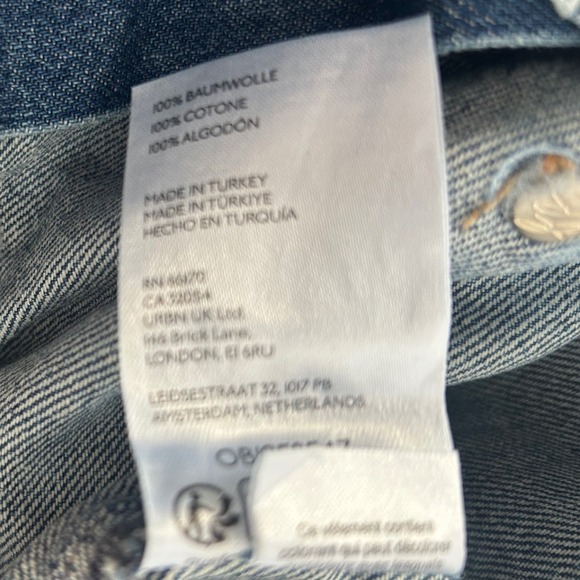 100% BAUMWOLLE
100% COTONE
100% ALGODÓN
MADE IN TURKEY
MADE IN TÜRKIYE
HECHO EN TURQUÍA
RN 66170
CA 32054
URBN UK Ltd.
146 Brick Lane,
LONDON, E1 6RU
LEIDSESTRAAT 32, 1017 PB
AMSTERDAM, NETHERLANDS
Ce vêtement contient
colorant qui peut décolorer